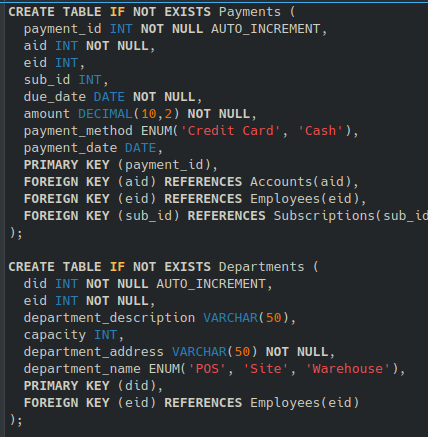 CREATE TABLE IF NOT EXISTS Payments (
  payment_id INT NOT NULL AUTO_INCREMENT,
  aid INT NOT NULL,
  eid INT,
  sub_id INT,
  due_date DATE NOT NULL,
  amount DECIMAL(10,2) NOT NULL,
  payment_method ENUM('Credit Card', 'Cash'),
  payment_date DATE,
  PRIMARY KEY (payment_id),
  FOREIGN KEY (aid) REFERENCES Accounts(aid),
  FOREIGN KEY (eid) REFERENCES Employees(eid),
  FOREIGN KEY (sub_id) REFERENCES Subscriptions(sub_id
);
CREATE TABLE IF NOT EXISTS Departments (
  did INT NOT NULL AUTO_INCREMENT,
  eid INT NOT NULL,
  department_description VARCHAR(50),
  capacity INT,
  department_address VARCHAR(50) NOT NULL,
  department_name ENUM('POS', 'Site', 'Warehouse'),
  PRIMARY KEY (did),
  FOREIGN KEY (eid) REFERENCES Employees(eid)
);